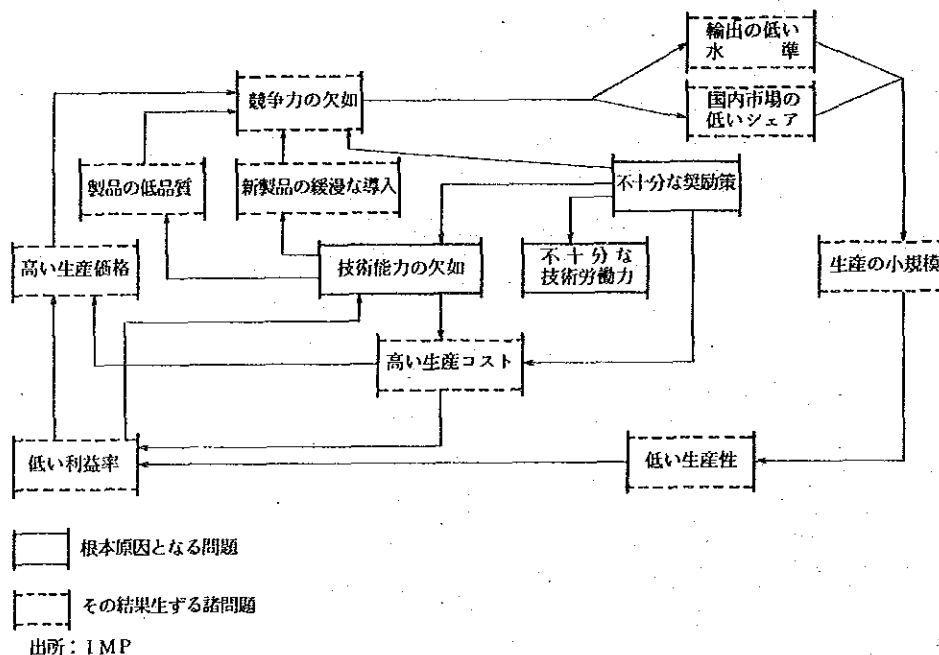 輸出の低い
水 準
競争力の欠如
国内市場の
低いシェア
製品の低品質
新製品の緩漫な導入
不十分な奨励策
高い生産価格
技術能力の欠如
不十分な
技術労働力
生産の小規模
高い生産コスト
低い利益率
低い生産性
根本原因となる問題
その結果生ずる諸問題
出所：IMP